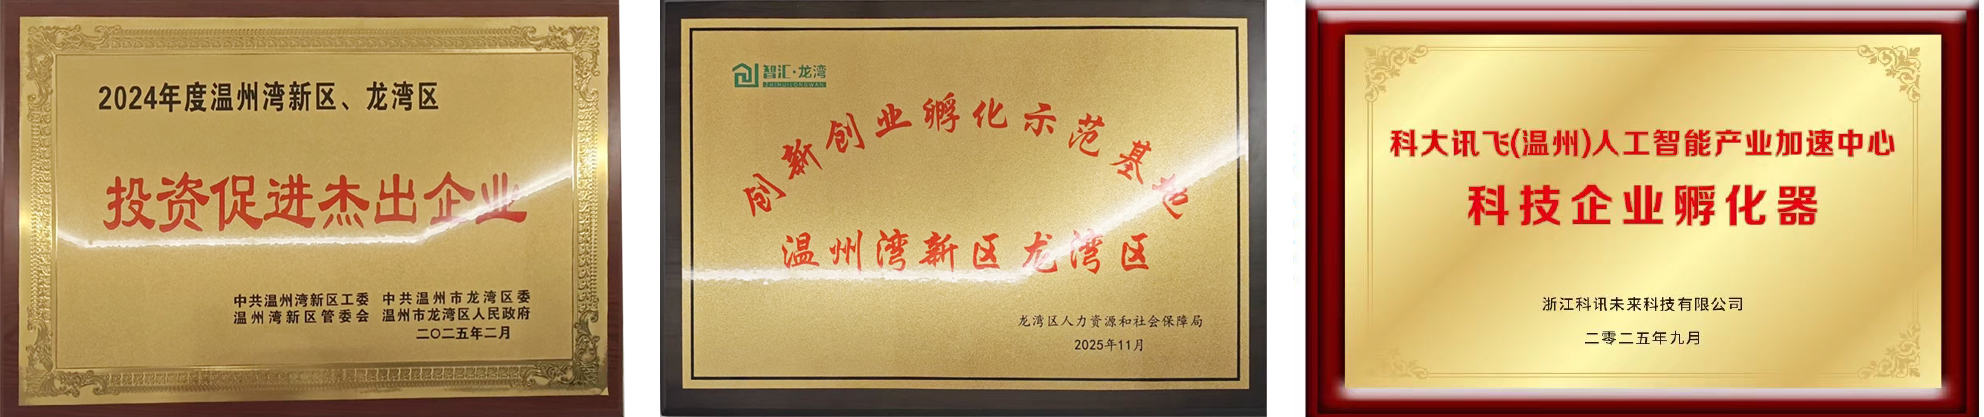 2024年度温州湾新区、龙湾区
投资促进杰出企业
中共温州湾新区工委 中共温州市龙湾区委
温州湾新区管委会 温州市龙湾区人民政府
二〇二五年二月
智汇·龙湾
ZHIHUI·LONGWAN
创新创业孵化示范基地
温州湾新区龙湾区
龙湾区人力资源和社会保障局
2025年11月
科大讯飞(温州)人工智能产业加速中心
科技企业孵化器
浙江科讯未来科技有限公司
二零二五年九月